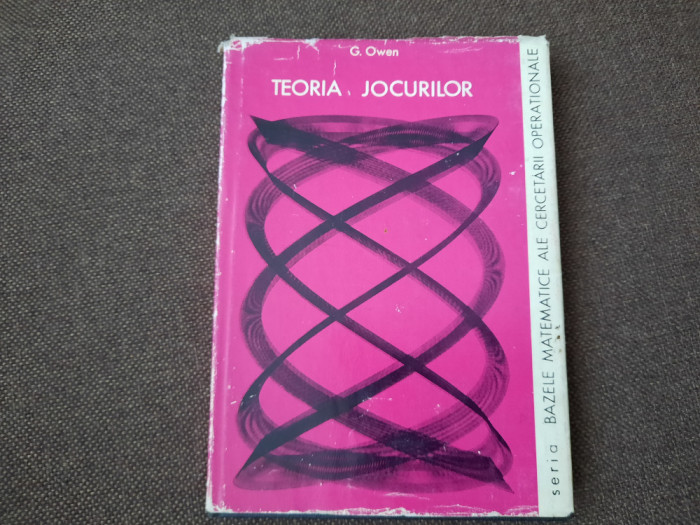 G. Owen
TEORIA JOCURILOR
seria BAZELE MATEMATICE ALE CERCETĂRII OPERAȚIONALE